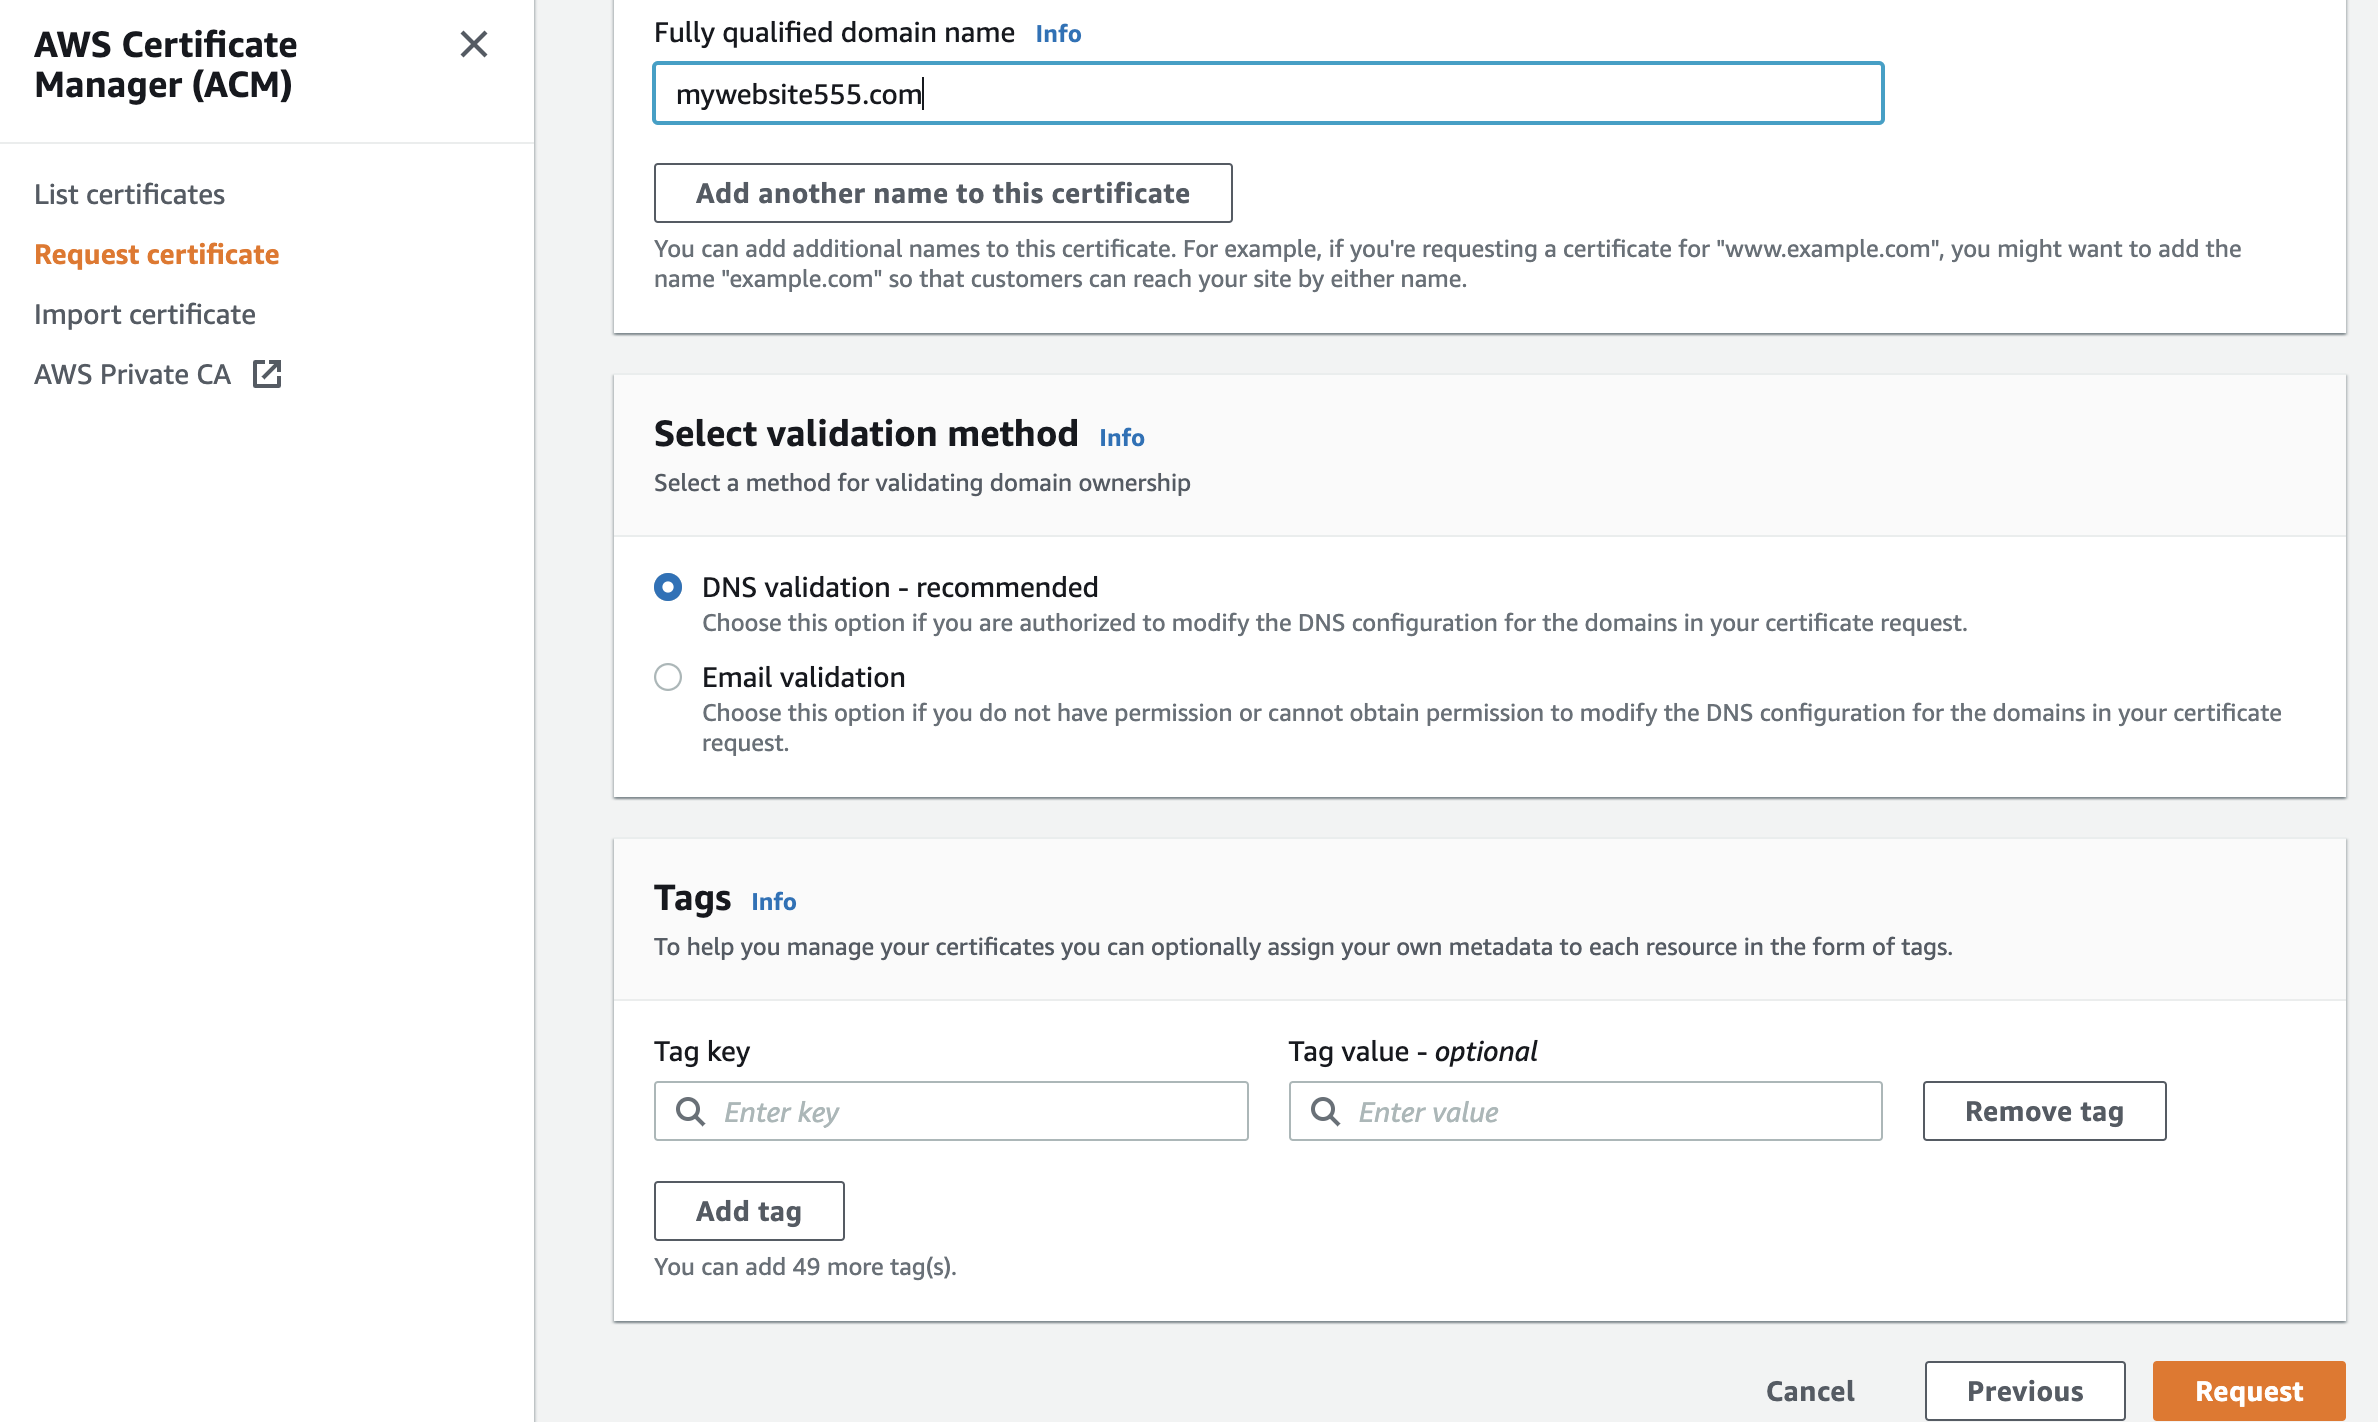 AWS Certificate
Manager (ACM)
List certificates
Request certificate
Import certificate
AWS Private CA
Fully qualified domain name Info
mywebsite555.com
Add another name to this certificate
You can add additional names to this certificate. For example, if you're requesting a certificate for "www.example.com", you might want to add the
name "example.com" so that customers can reach your site by either name.
Select validation method Info
Select a method for validating domain ownership
DNS validation - recommended
Choose this option if you are authorized to modify the DNS configuration for the domains in your certificate request.
Email validation
Choose this option if you do not have permission or cannot obtain permission to modify the DNS configuration for the domains in your certificate
request.
Tags Info
To help you manage your certificates you can optionally assign your own metadata to each resource in the form of tags.
Tag key
Tag value - optional
Enter key
Enter value
Remove tag
Add tag
You can add 49 more tag(s).
Cancel
Previous
Request